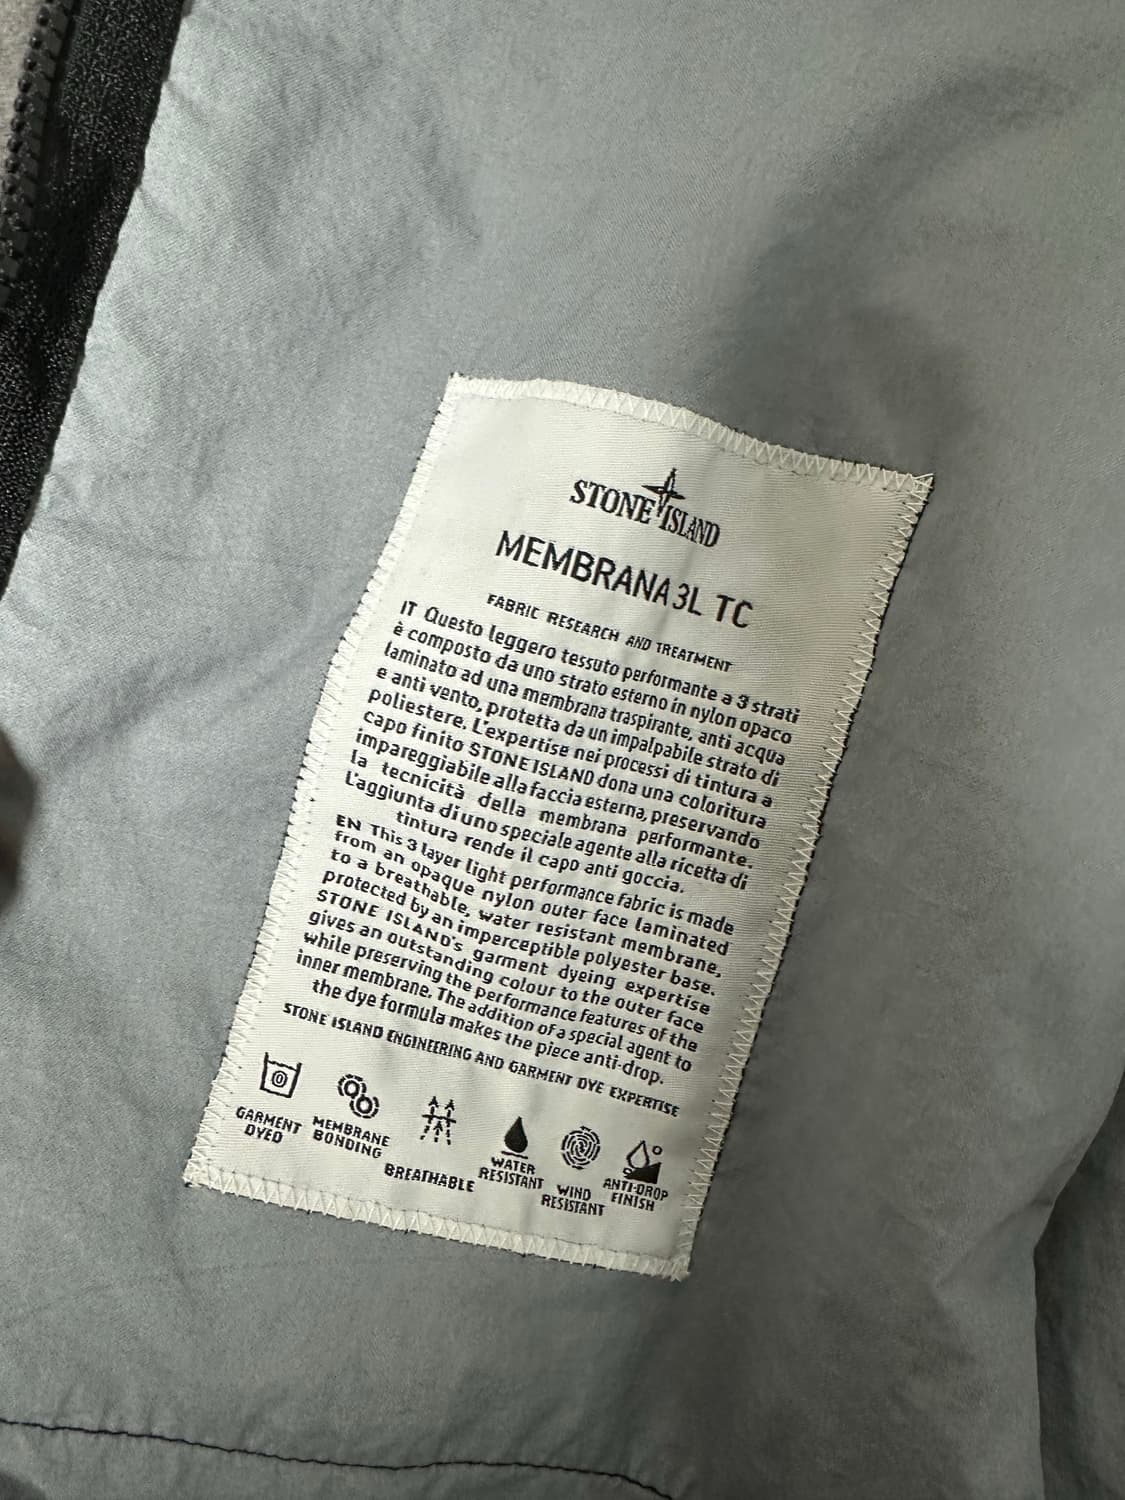 STONE ISLAND
MEMBRANA 3L TC
FABRIC RESEARCH AND TREATMENT
IT Questo leggero tessuto performante a 3 strati
è composto da uno strato esterno in nylon opaco
laminato ad una membrana traspirante, anti acqua
e anti vento, protetta da un impalpabile strato di
poliestere. L'expertise nei processi di tintura a
capo finito STONE ISLAND dona una coloritura
impareggiabile alla faccia esterna, preservando
la tecnicità della membrana performante.
L'aggiunta di uno speciale agente alla ricetta di
tintura rende il capo anti goccia.
EN This 3 layer light performance fabric is made
from an opaque nylon outer face laminated
to a breathable, water resistant membrane,
protected by an imperceptible polyester base.
STONE ISLAND's garment dyeing expertise
gives an outstanding colour to the outer face
while preserving the performance features of the
inner membrane. The addition of a special agent to
the dye formula makes the piece anti-drop.
STONE ISLAND ENGINEERING AND GARMENT DYE EXPERTISE
GARMENT
DYED
MEMBRANE
BONDING
BREATHABLE
WATER
RESISTANT
WIND
RESISTANT
ANTI-DROP
FINISH